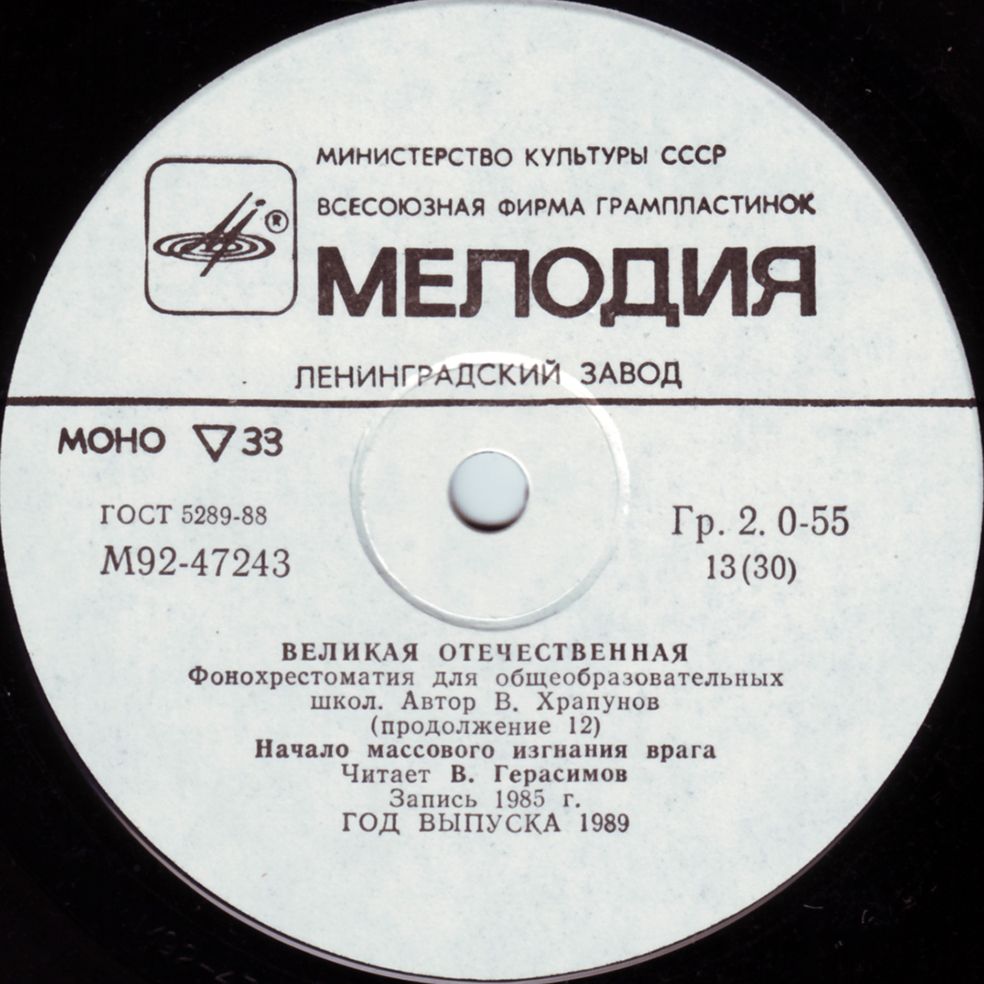 МИНИСТЕРСТВО КУЛЬТУРЫ СССР
ВСЕСОЮЗНАЯ ФИРМА ГРАМПЛАСТИНОК
®
МЕЛОДИЯ
ЛЕНИНГРАДСКИЙ ЗАВОД
МОНО ▽ 33
ГОСТ 5289-88
М92-47243
Гр. 2. 0-55
13(30)
ВЕЛИКАЯ ОТЕЧЕСТВЕННАЯ
Фонохрестоматия для общеобразовательных
школ. Автор В. Храпунов
(продолжение 12)
Начало массового изгнания врага
Читает В. Герасимов
Запись 1985 г.
ГОД ВЫПУСКА 1989